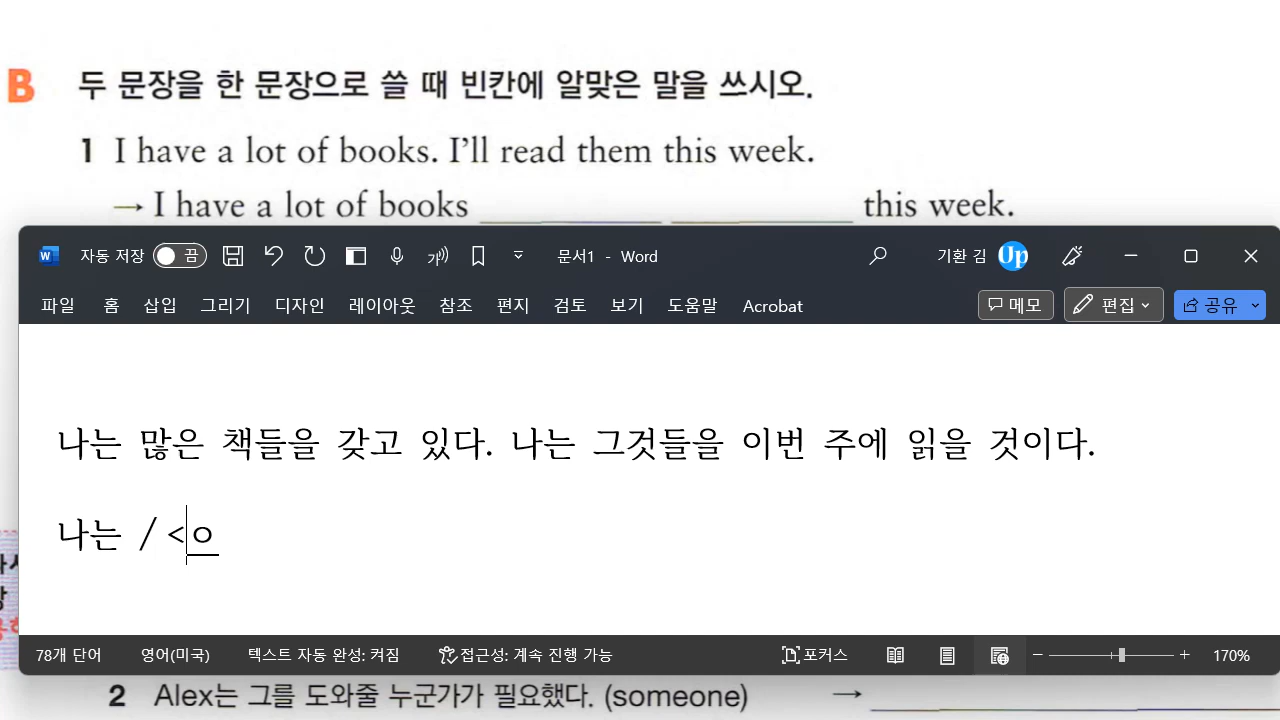 B 두 문장을 한 문장으로 쓸 때 빈칸에 알맞은 말을 쓰시오.
1 I have a lot of books. I'll read them this week.
→ I have a lot of books ____________ ____________ this week.
자동 저장 끔 문서1 - Word 기환 김 Up
파일 홈 삽입 그리기 디자인 레이아웃 참조 편지 검토 보기 도움말 Acrobat 메모 편집 공유
나는 많은 책들을 갖고 있다. 나는 그것들을 이번 주에 읽을 것이다.
나는 / <ㅇ
78개 단어 영어(미국) 텍스트 자동 완성: 켜짐 접근성: 계속 진행 가능 포커스 170%
2 Alex는 그를 도와줄 누군가가 필요했다. (someone) → ____________